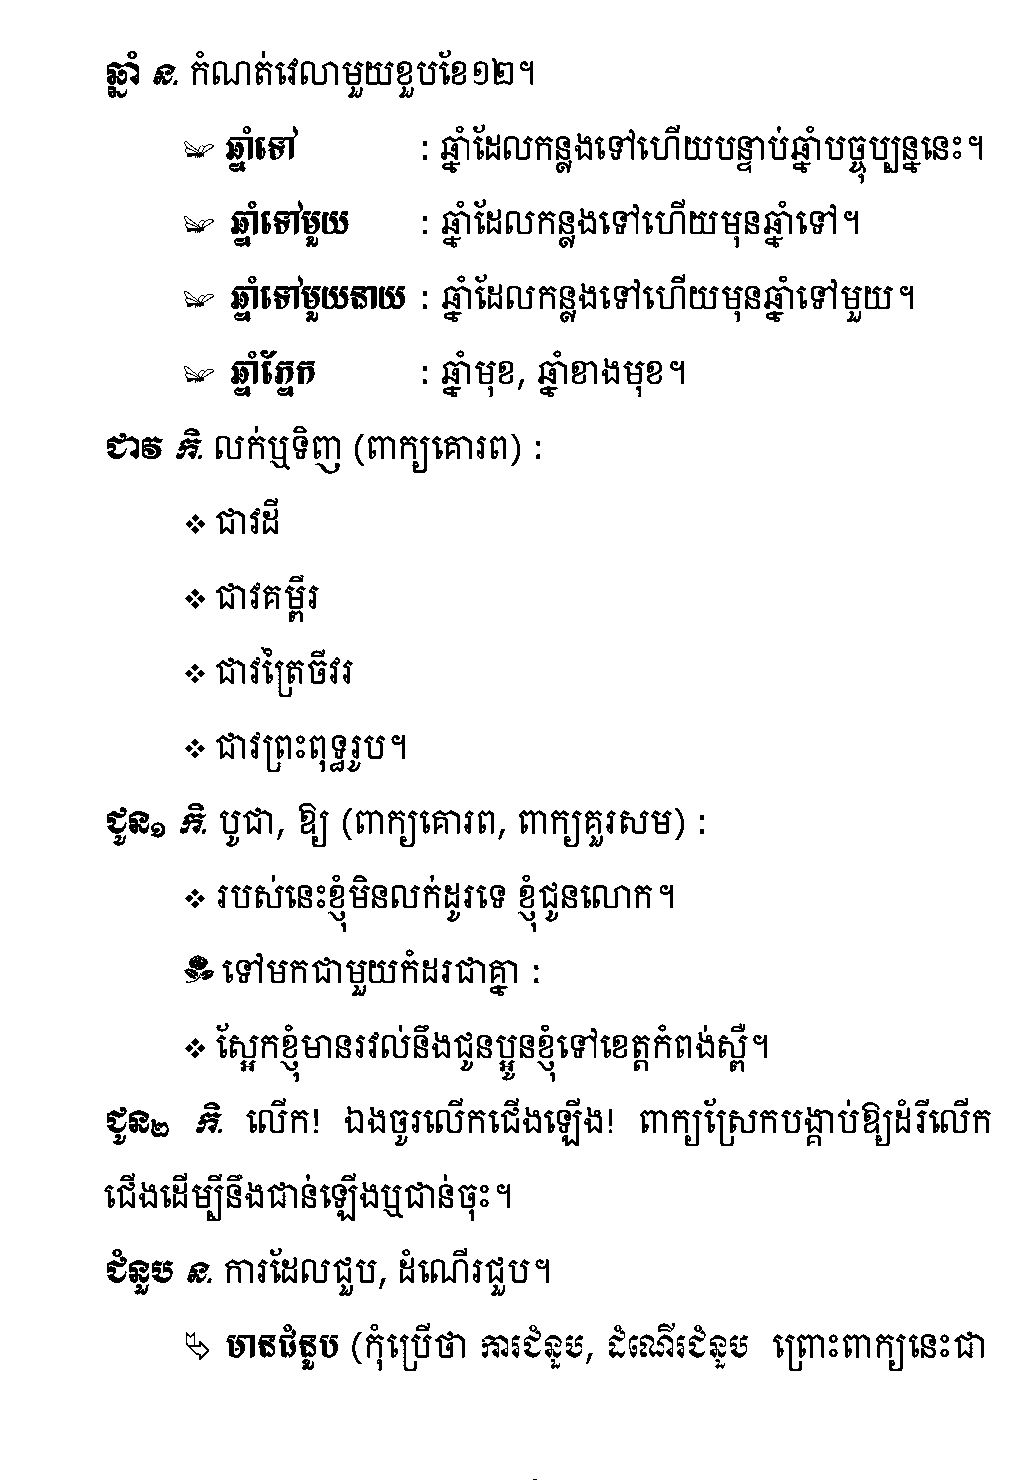 ឆ្នាំ ន. កំណត់វេលាមួយខួបខែ១២។
ឆ្នាំទៅ : ឆ្នាំដែលកន្លងទៅហើយបន្ទាប់ឆ្នាំបច្ចុប្បន្ននេះ។
ឆ្នាំទៅមួយ : ឆ្នាំដែលកន្លងទៅហើយមុនឆ្នាំទៅ។
ឆ្នាំទៅមួយនាយ : ឆ្នាំដែលកន្លងទៅហើយមុនឆ្នាំទៅមួយ។
ឆ្នាំភ្នែក : ឆ្នាំមុខ, ឆ្នាំខាងមុខ។
ជាវ កិ. លក់ឬទិញ (ពាក្យគោរព) :
❖ ជាវដី
❖ ជាវគម្ពីរ
❖ ជាវត្រៃចីវរ
❖ ជាវព្រះពុទ្ធរូប។
ជូន១ កិ. បូជា, ឱ្យ (ពាក្យគោរព, ពាក្យគួរសម) :
❖ របស់នេះខ្ញុំមិនលក់ដូរទេ ខ្ញុំជូនលោក។
ទៅមកជាមួយកំដរជាគ្នា :
❖ ស្អែកខ្ញុំមានរវល់នឹងជូនប្អូនខ្ញុំទៅខេត្តកំពង់ស្ពឺ។
ជូន២ កិ. លើក! ឯងចូរលើកជើងឡើង! ពាក្យស្រែកបង្គាប់ឱ្យដំរីលើក
ជើងដើម្បីនឹងជាន់ឡើងឬជាន់ចុះ។
ជំនួប ន. ការដែលជួប, ដំណើរជួប។
មានជំនួប (កុំប្រើថា ការជំនួប, ដំណើរជំនួប ព្រោះពាក្យនេះជា